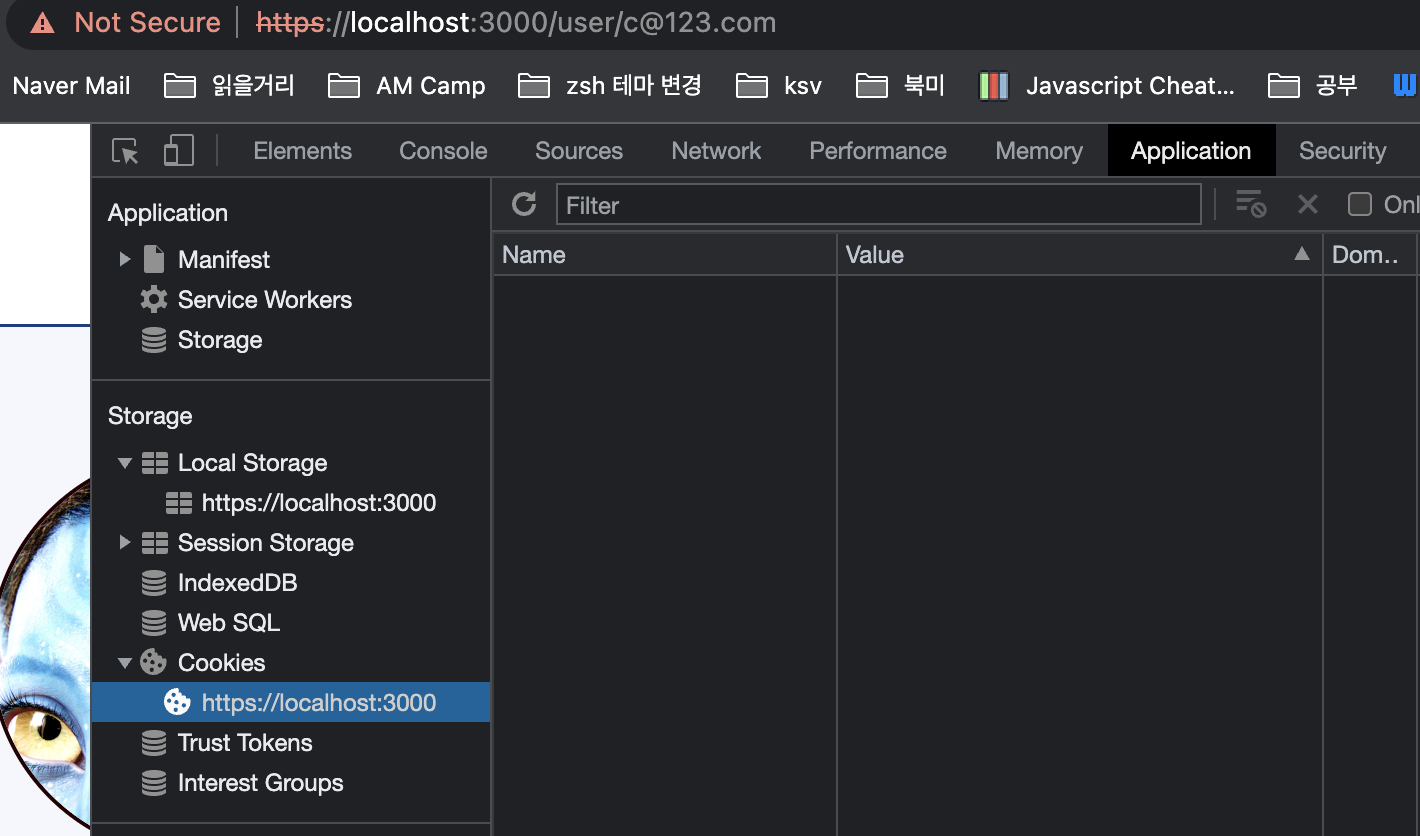 Not Secure https://localhost:3000/user/c@123.com
Naver Mail 읽을거리 AM Camp zsh 테마 변경 ksv 북미 Javascript Cheat... 공부
Elements Console Sources Network Performance Memory Application Security
Application
Filter
Onl
Name Value Dom..
Manifest
Service Workers
Storage
Storage
Local Storage
https://localhost:3000
Session Storage
IndexedDB
Web SQL
Cookies
https://localhost:3000
Trust Tokens
Interest Groups